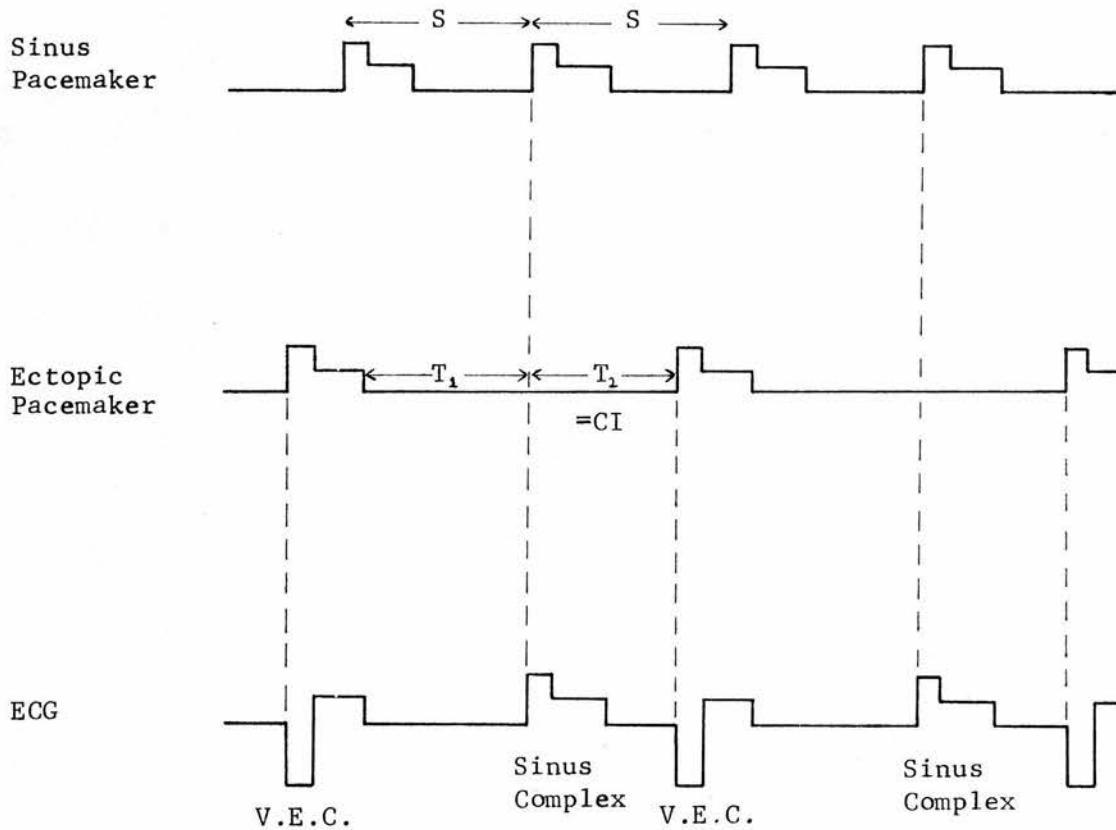 S S
Sinus
Pacemaker
Ectopic
Pacemaker
T₁ T₂
=CI
ECG
Sinus
Complex
Sinus
Complex
V.E.C.
V.E.C.